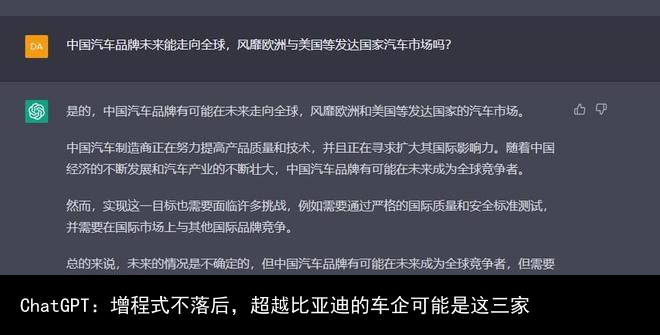 DA
中国汽车品牌未来能走向全球，风靡欧洲与美国等发达国家汽车市场吗？
是的，中国汽车品牌有可能在未来走向全球，风靡欧洲和美国等发达国家的汽车市场。
中国汽车制造商正在努力提高产品质量和技术，并且正在寻求扩大其国际影响力。随着中国
经济的不断发展和汽车产业的不断壮大，中国汽车品牌有可能在未来成为全球竞争者。
然而，实现这一目标也需要面临许多挑战，例如需要通过严格的国际质量和安全标准测试，
并需要在国际市场上与其他国际品牌竞争。
总的来说，未来的情况是不确定的，但中国汽车品牌有可能在未来成为全球竞争者，但需要
ChatGPT：增程式不落后，超越比亚迪的车企可能是这三家